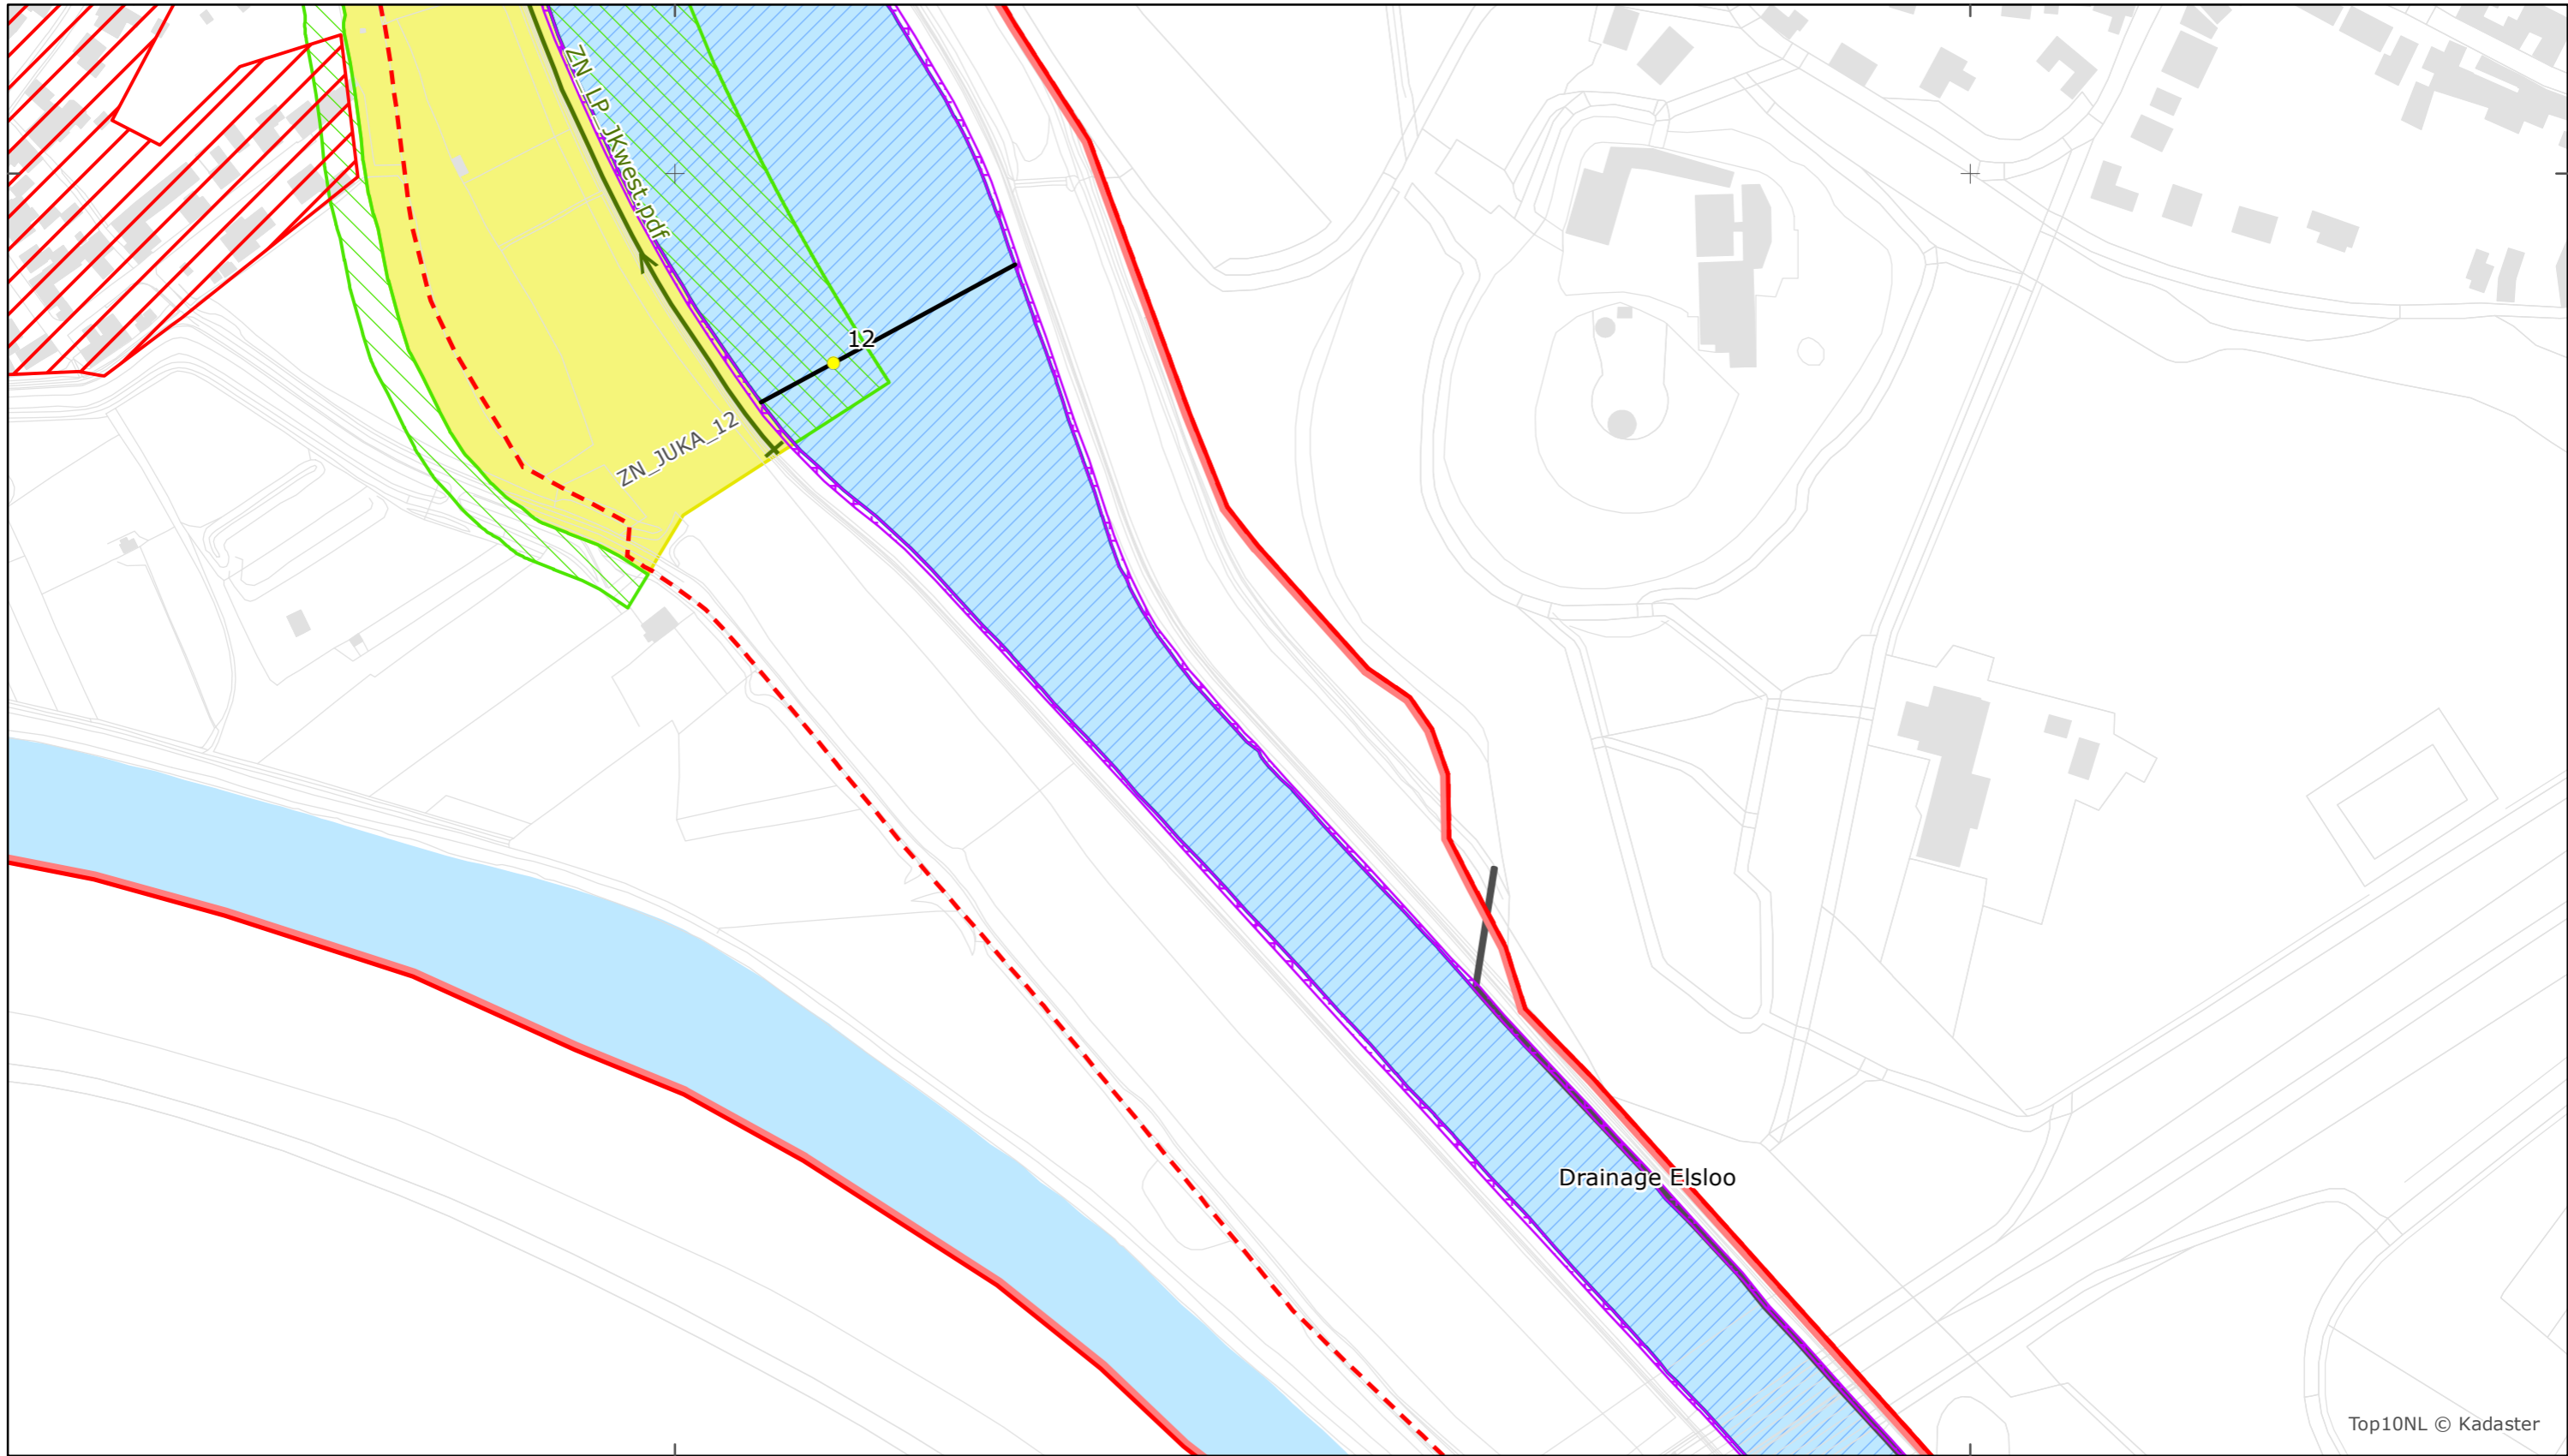 ZN_LP_JKwest.pdf
12
ZN_JUKA_12
Drainage Elsloo
Top10NL © Kadaster